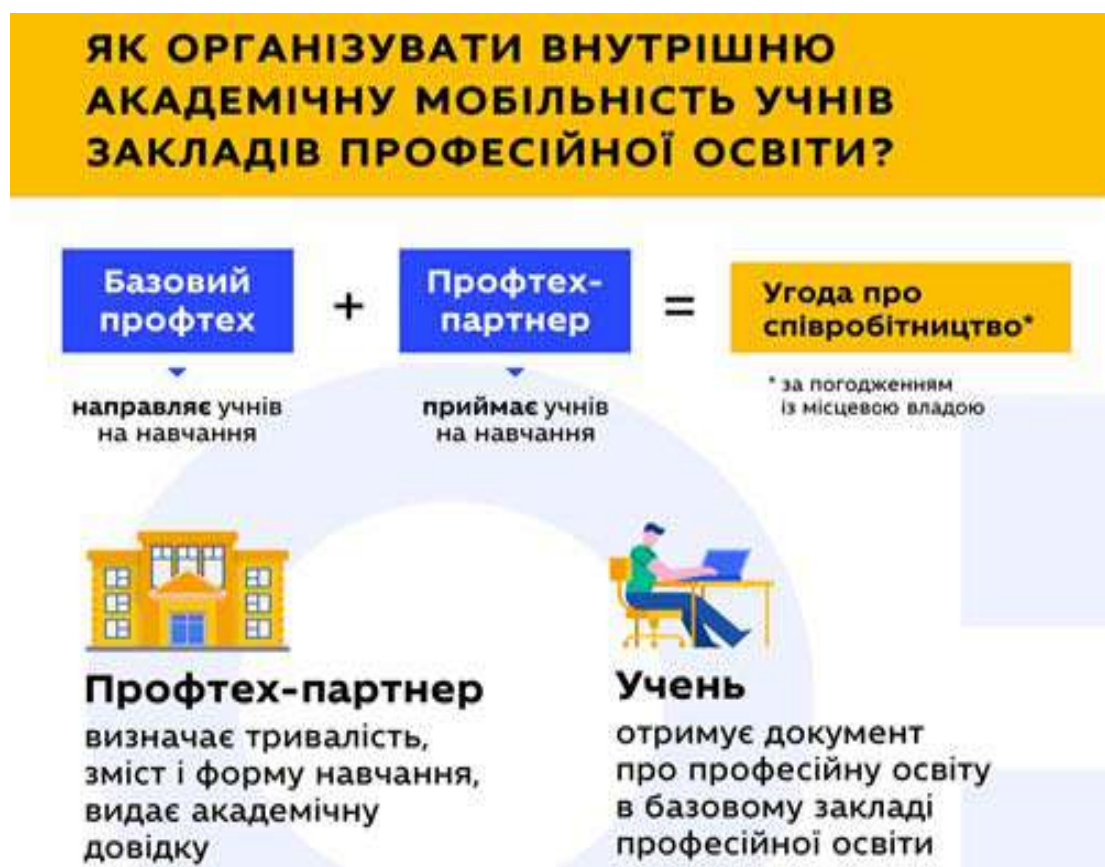 ЯК ОРГАНІЗУВАТИ ВНУТРІШНЮ
АКАДЕМІЧНУ МОБІЛЬНІСТЬ УЧНІВ
ЗАКЛАДІВ ПРОФЕСІЙНОЇ ОСВІТИ?
Базовий
профтех
+
Профтех-
партнер
=
Угода про
співробітництво*
направляє учнів
на навчання
приймає учнів
на навчання
* за погодженням
із місцевою владою
Профтех-партнер
визначає тривалість,
зміст і форму навчання,
видає академічну
довідку
Учень
отримує документ
про професійну освіту
в базовому закладі
професійної освіти